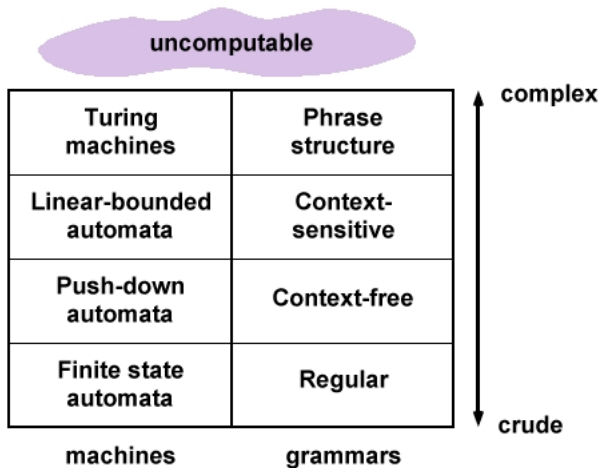 uncomputable
complex
Turing
machines
Phrase
structure
Linear-bounded
automata
Context-
sensitive
Push-down
automata
Context-free
Finite state
automata
Regular
crude
machines
grammars